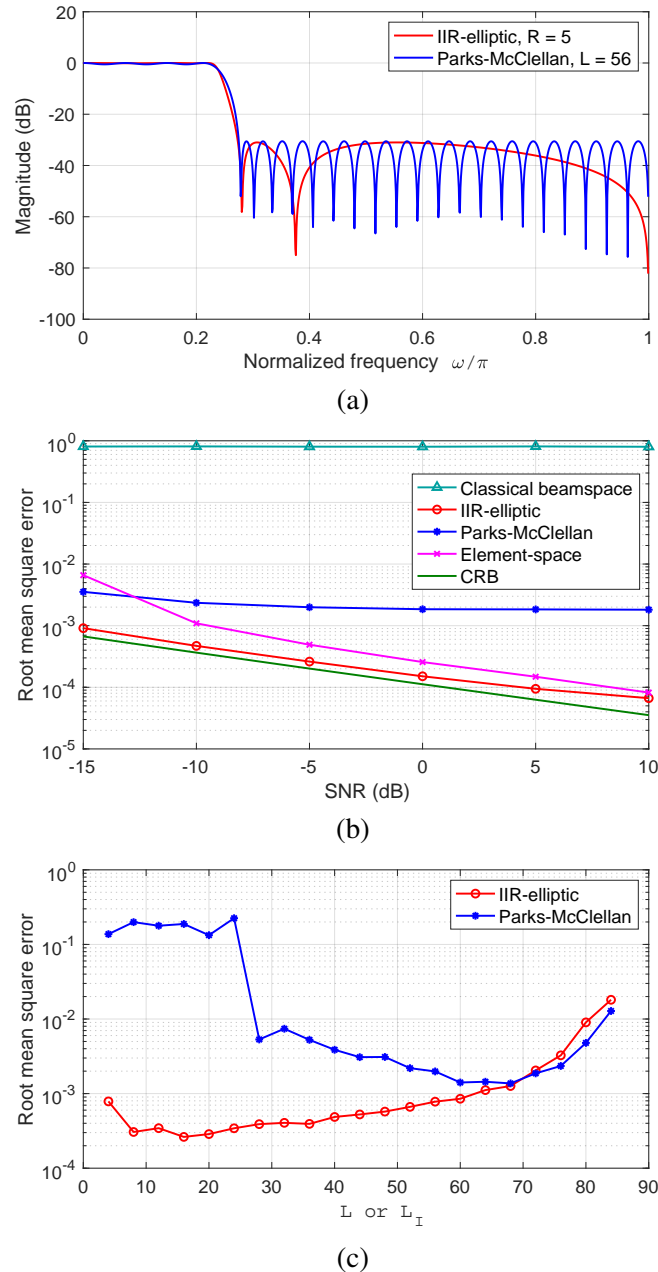 (a)
0
-20
-40
-60
-80
-100
Magnitude (dB)
IIR-elliptic, R = 5
Parks-McClellan, L = 56
0 0.2 0.4 0.6 0.8 1
Normalized frequency ω/π
(a)
10^0
10^-1
10^-2
10^-3
10^-4
10^-5
Root mean square error
Classical beamspace
IIR-elliptic
Parks-McClellan
Element-space
CRB
-15 -10 -5 0 5 10
SNR (dB)
(b)
10^0
10^-1
10^-2
10^-3
10^-4
Root mean square error
IIR-elliptic
Parks-McClellan
0 10 20 30 40 50 60 70 80 90
L or L_I
(c)